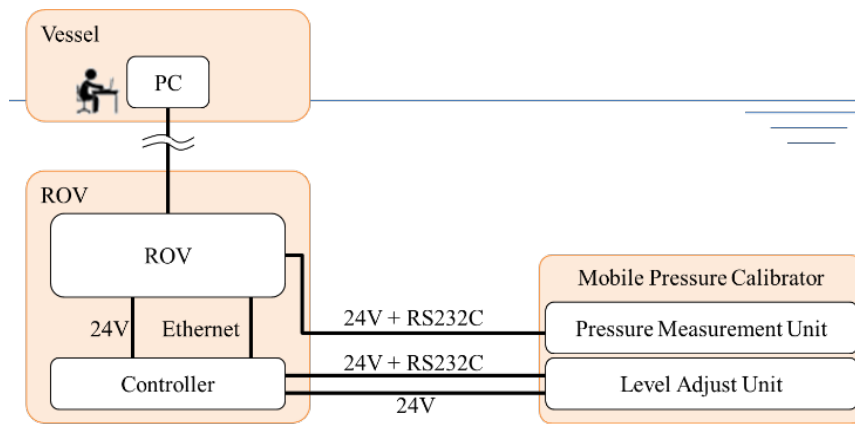 Vessel
PC
ROV
ROV
24V
Ethernet
Controller
24V + RS232C
24V + RS232C
24V
Mobile Pressure Calibrator
Pressure Measurement Unit
Level Adjust Unit